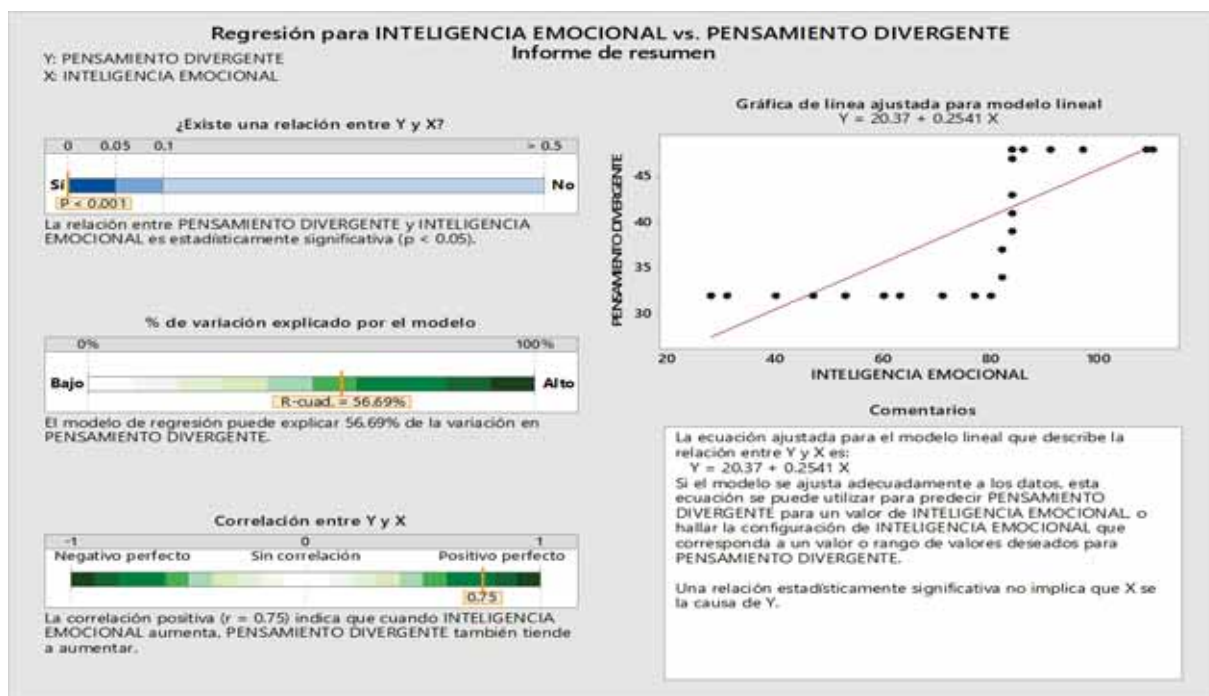 Regresión para INTELIGENCIA EMOCIONAL vs. PENSAMIENTO DIVERGENTE
Informe de resumen
Y: PENSAMIENTO DIVERGENTE
X: INTELIGENCIA EMOCIONAL
¿Existe una relación entre Y y X?
0 0.05 0.1 > 0.5
Sí No
P < 0.001
La relación entre PENSAMIENTO DIVERGENTE y INTELIGENCIA
EMOCIONAL es estadísticamente significativa (p < 0.05).
% de variación explicado por el modelo
0% 100%
Bajo Alto
R-cuad. = 56.69%
El modelo de regresión puede explicar 56.69% de la variación en
PENSAMIENTO DIVERGENTE.
Correlación entre Y y X
-1 0 1
Negativo perfecto Sin correlación Positivo perfecto
0.75
La correlación positiva (r = 0.75) indica que cuando INTELIGENCIA
EMOCIONAL aumenta, PENSAMIENTO DIVERGENTE también tiende
a aumentar.
Gráfica de línea ajustada para modelo lineal
Y = 20.37 + 0.2541 X
PENSAMIENTO DIVERGENTE
45
40
35
30
20 40 60 80 100
INTELIGENCIA EMOCIONAL
Comentarios
La ecuación ajustada para el modelo lineal que describe la
relación entre Y y X es:
Y = 20.37 + 0.2541 X
Si el modelo se ajusta adecuadamente a los datos, esta
ecuación se puede utilizar para predecir PENSAMIENTO
DIVERGENTE para un valor de INTELIGENCIA EMOCIONAL, o
hallar la configuración de INTELIGENCIA EMOCIONAL que
corresponda a un valor o rango de valores deseados para
PENSAMIENTO DIVERGENTE.
Una relación estadísticamente significativa no implica que X se
la causa de Y.